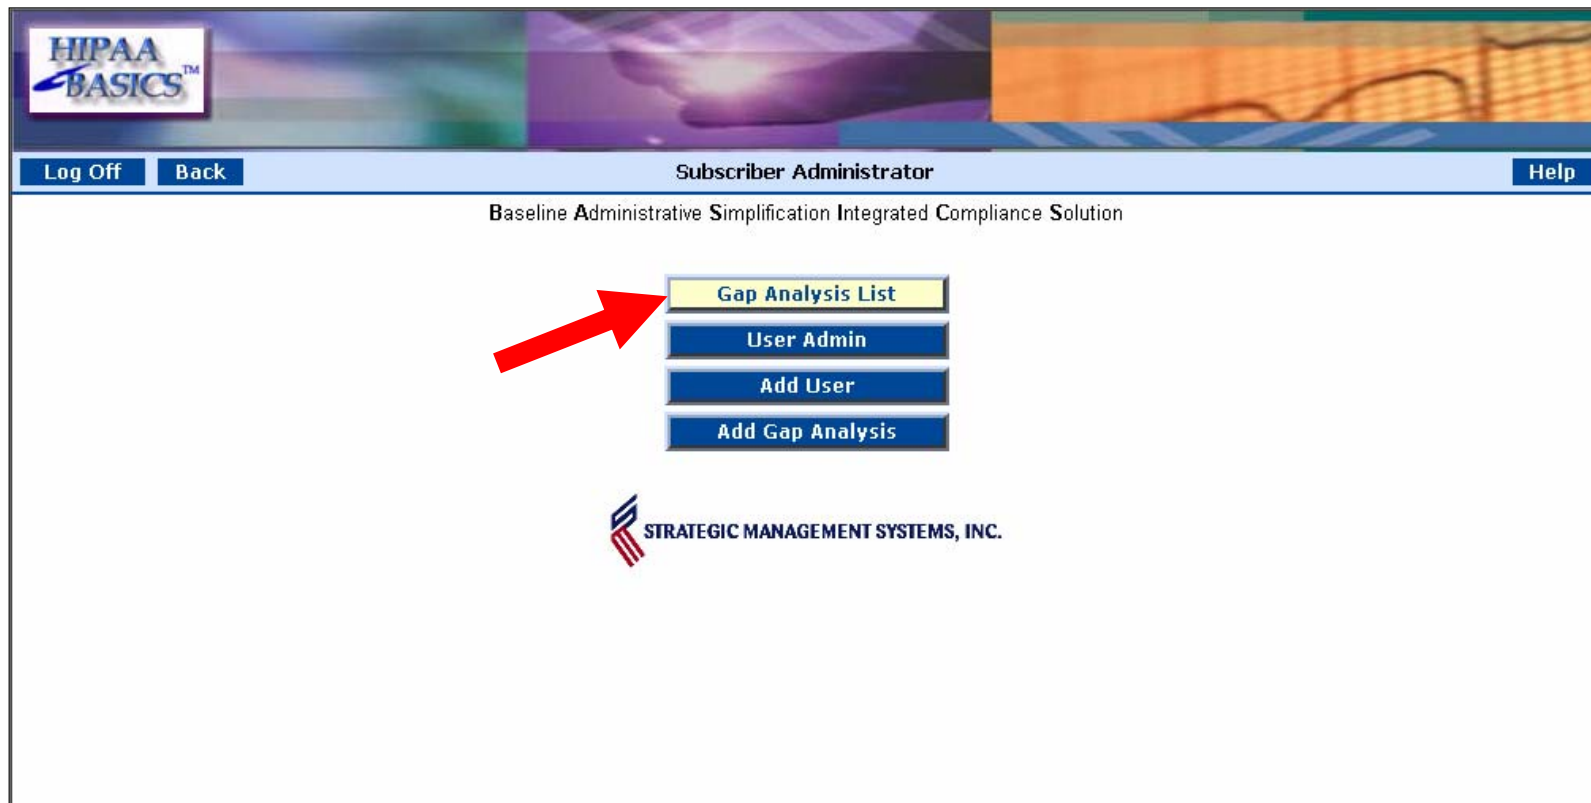 HIPAA
BASICS™
Log Off Back Subscriber Administrator Help
Baseline Administrative Simplification Integrated Compliance Solution
Gap Analysis List
User Admin
Add User
Add Gap Analysis
STRATEGIC MANAGEMENT SYSTEMS, INC.